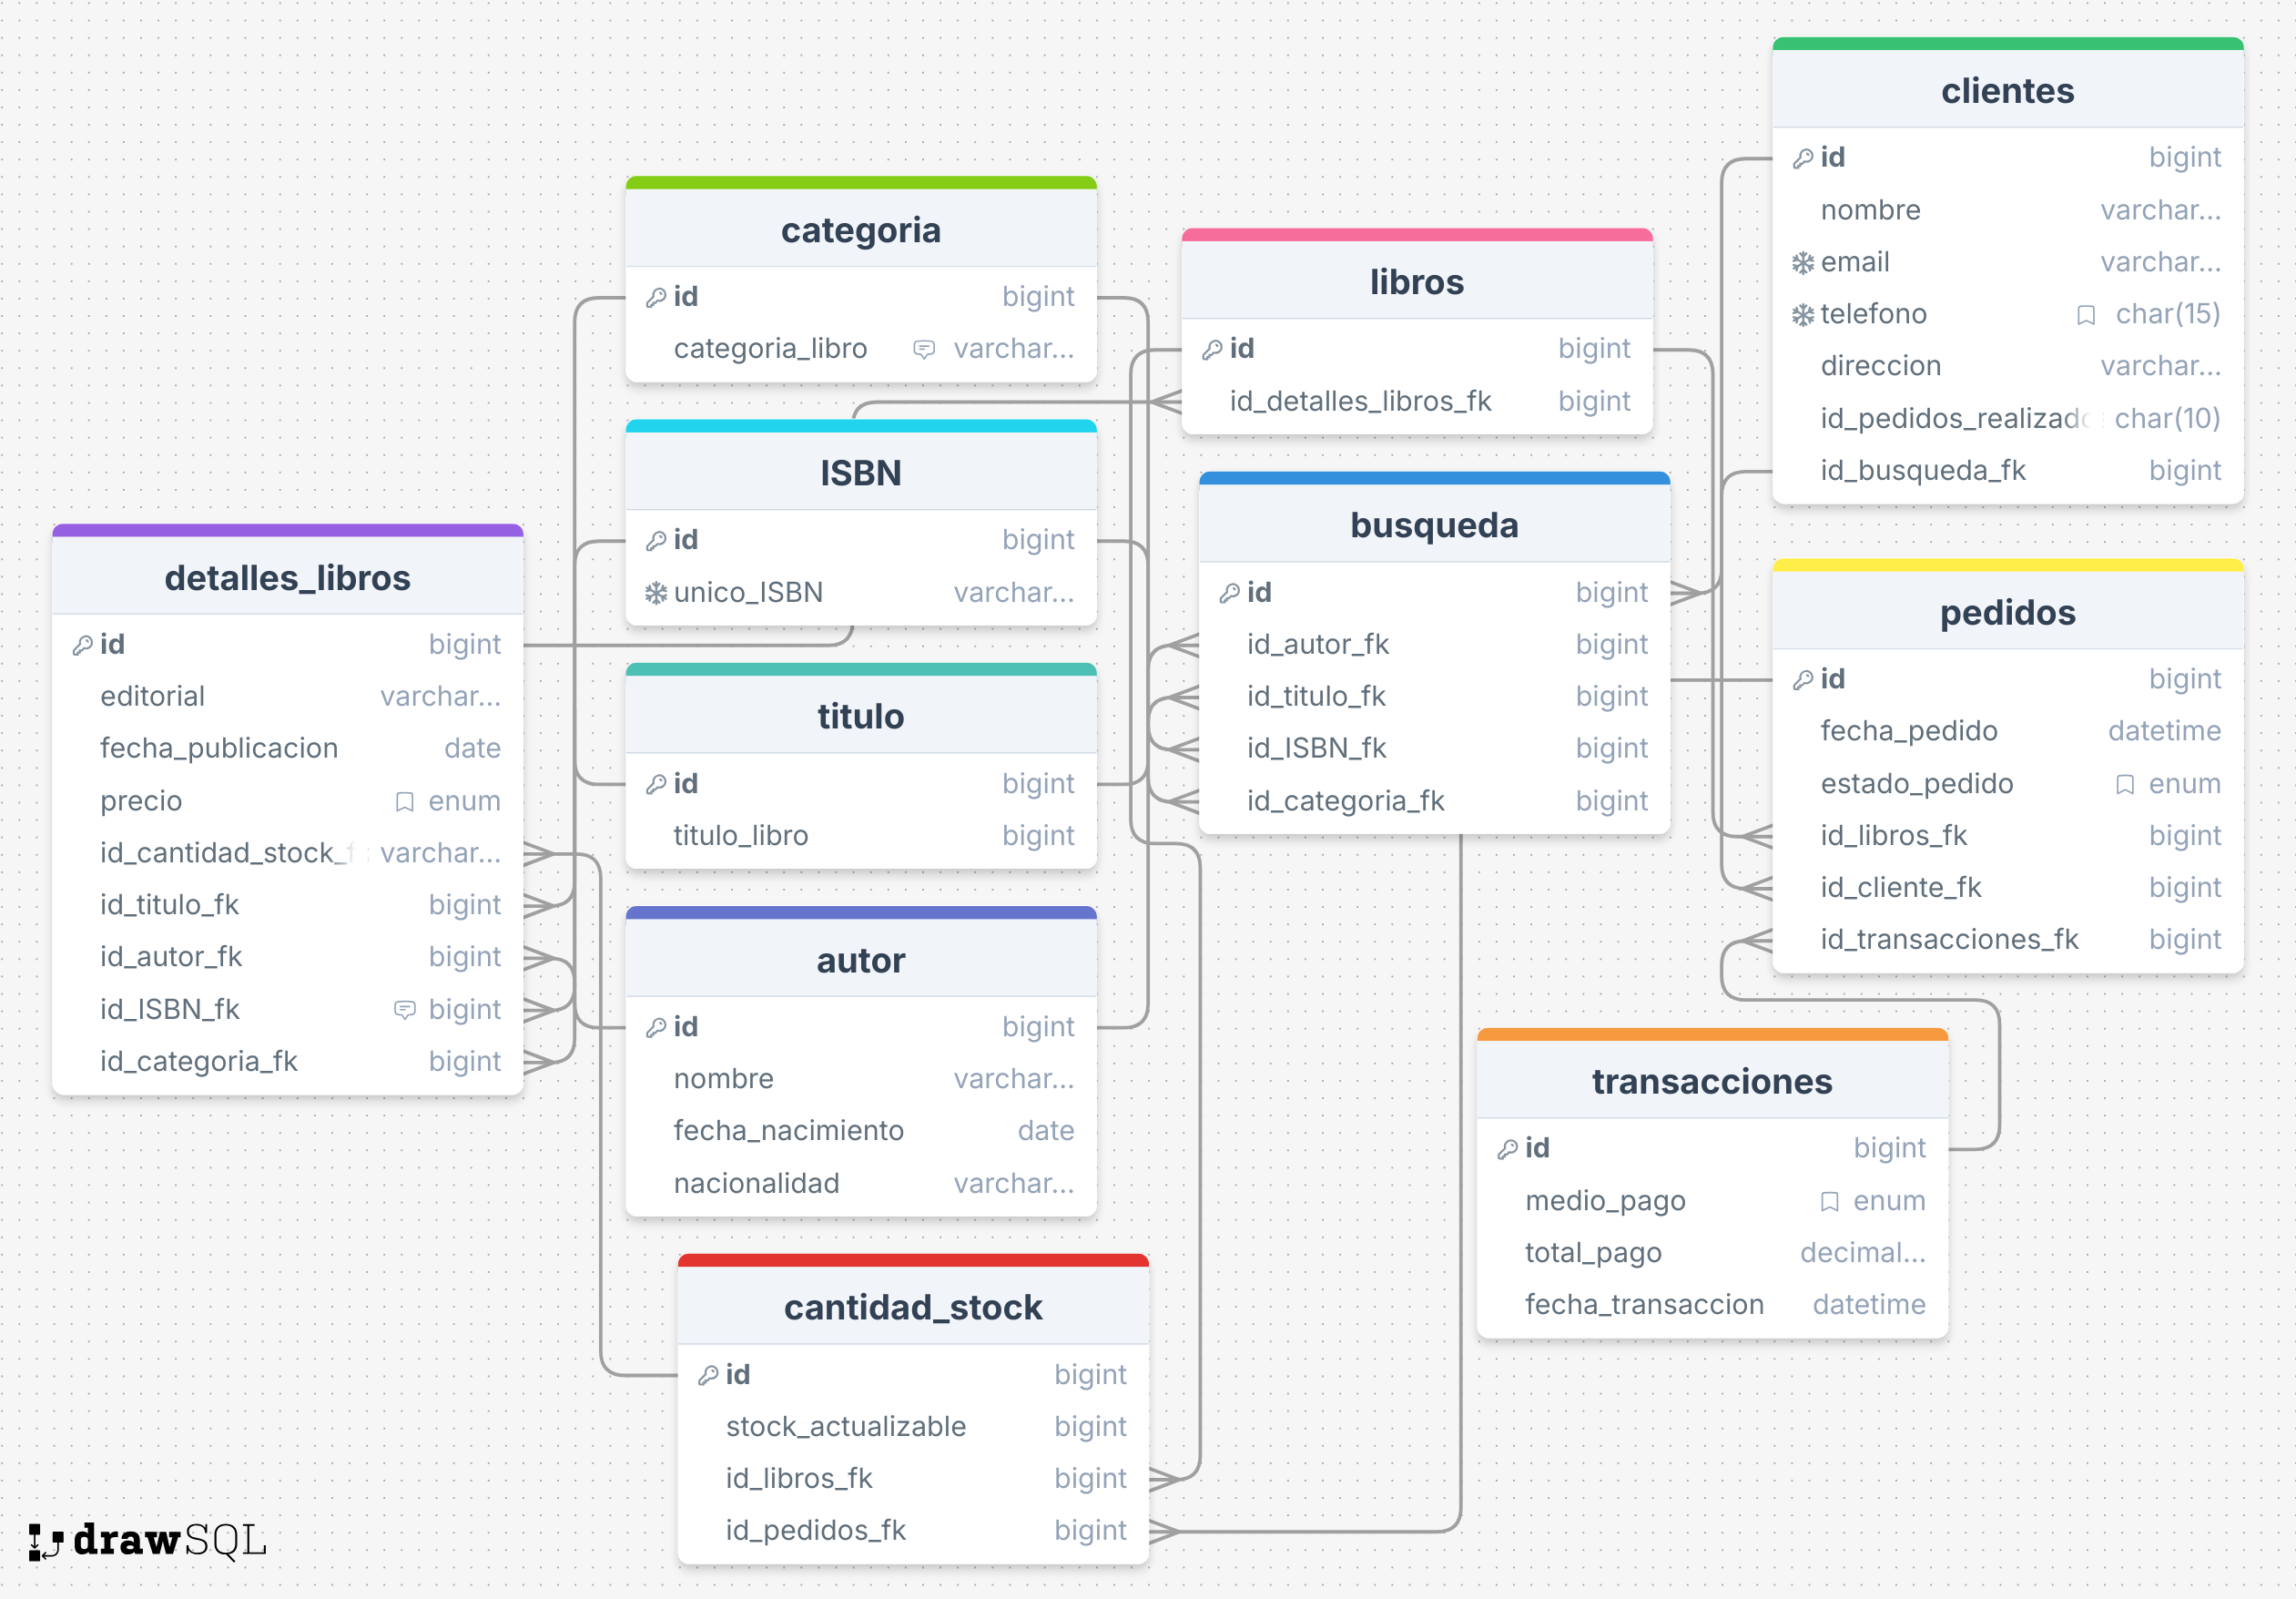 clientes
id bigint
nombre varchar...
email varchar...
telefono char(15)
direccion varchar...
id_pedidos_realizado char(10)
id_busqueda_fk bigint
categoria
id bigint
categoria_libro varchar...
libros
id bigint
id_detalles_libros_fk bigint
ISBN
id bigint
unico_ISBN varchar...
busqueda
id bigint
id_autor_fk bigint
id_titulo_fk bigint
id_ISBN_fk bigint
id_categoria_fk bigint
detalles_libros
id bigint
editorial varchar...
fecha_publicacion date
precio enum
id_cantidad_stock_f varchar...
id_titulo_fk bigint
id_autor_fk bigint
id_ISBN_fk bigint
id_categoria_fk bigint
pedidos
id bigint
fecha_pedido datetime
estado_pedido enum
id_libros_fk bigint
id_cliente_fk bigint
id_transacciones_fk bigint
titulo
id bigint
titulo_libro bigint
autor
id bigint
nombre varchar...
fecha_nacimiento date
nacionalidad varchar...
transacciones
id bigint
medio_pago enum
total_pago decimal...
fecha_transaccion datetime
cantidad_stock
id bigint
stock_actualizable bigint
id_libros_fk bigint
id_pedidos_fk bigint
drawSQL